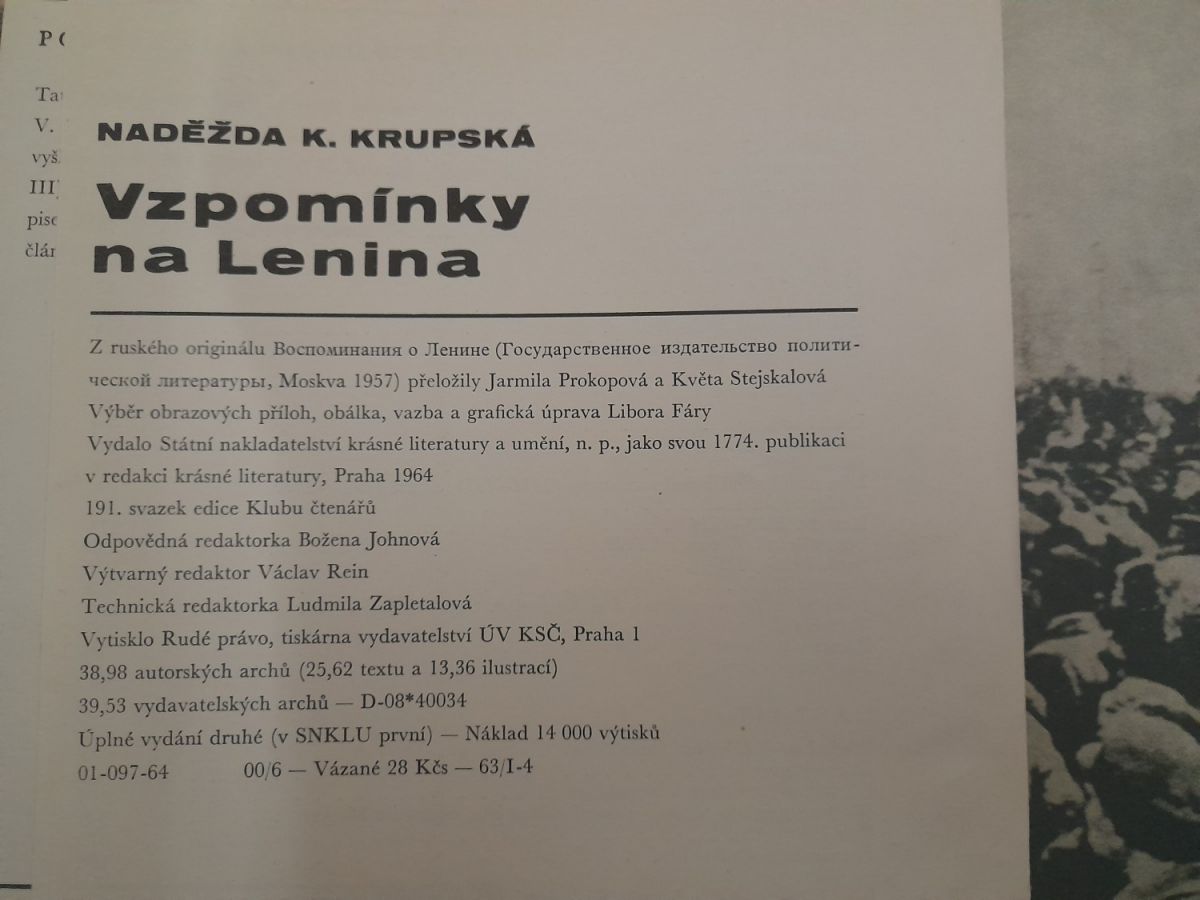 V.
III
NADĚŽDA K. KRUPSKÁ
Vzpomínky
na Lenina
Z ruského originálu Воспоминания о Ленине (Государственное издательство полити-
ческой литературы, Moskva 1957) přeložily Jarmila Prokopová a Květa Stejskalová
Výběr obrazových příloh, obálka, vazba a grafická úprava Libora Fáry
Vydalo Státní nakladatelství krásné literatury a umění, n. p., jako svou 1774. publikaci
v redakci krásné literatury, Praha 1964
191. svazek edice Klubu čtenářů
Odpovědná redaktorka Božena Johnová
Výtvarný redaktor Václav Rein
Technická redaktorka Ludmila Zapletalová
Vytisklo Rudé právo, tiskárna vydavatelství ÚV KSČ, Praha 1
38,98 autorských archů (25,62 textu a 13,36 ilustrací)
39,53 vydavatelských archů — D-08*40034
Úplné vydání druhé (v SNKLU první) — Náklad 14 000 výtisků
01-097-64 00/6 — Vázané 28 Kčs — 63/I-4